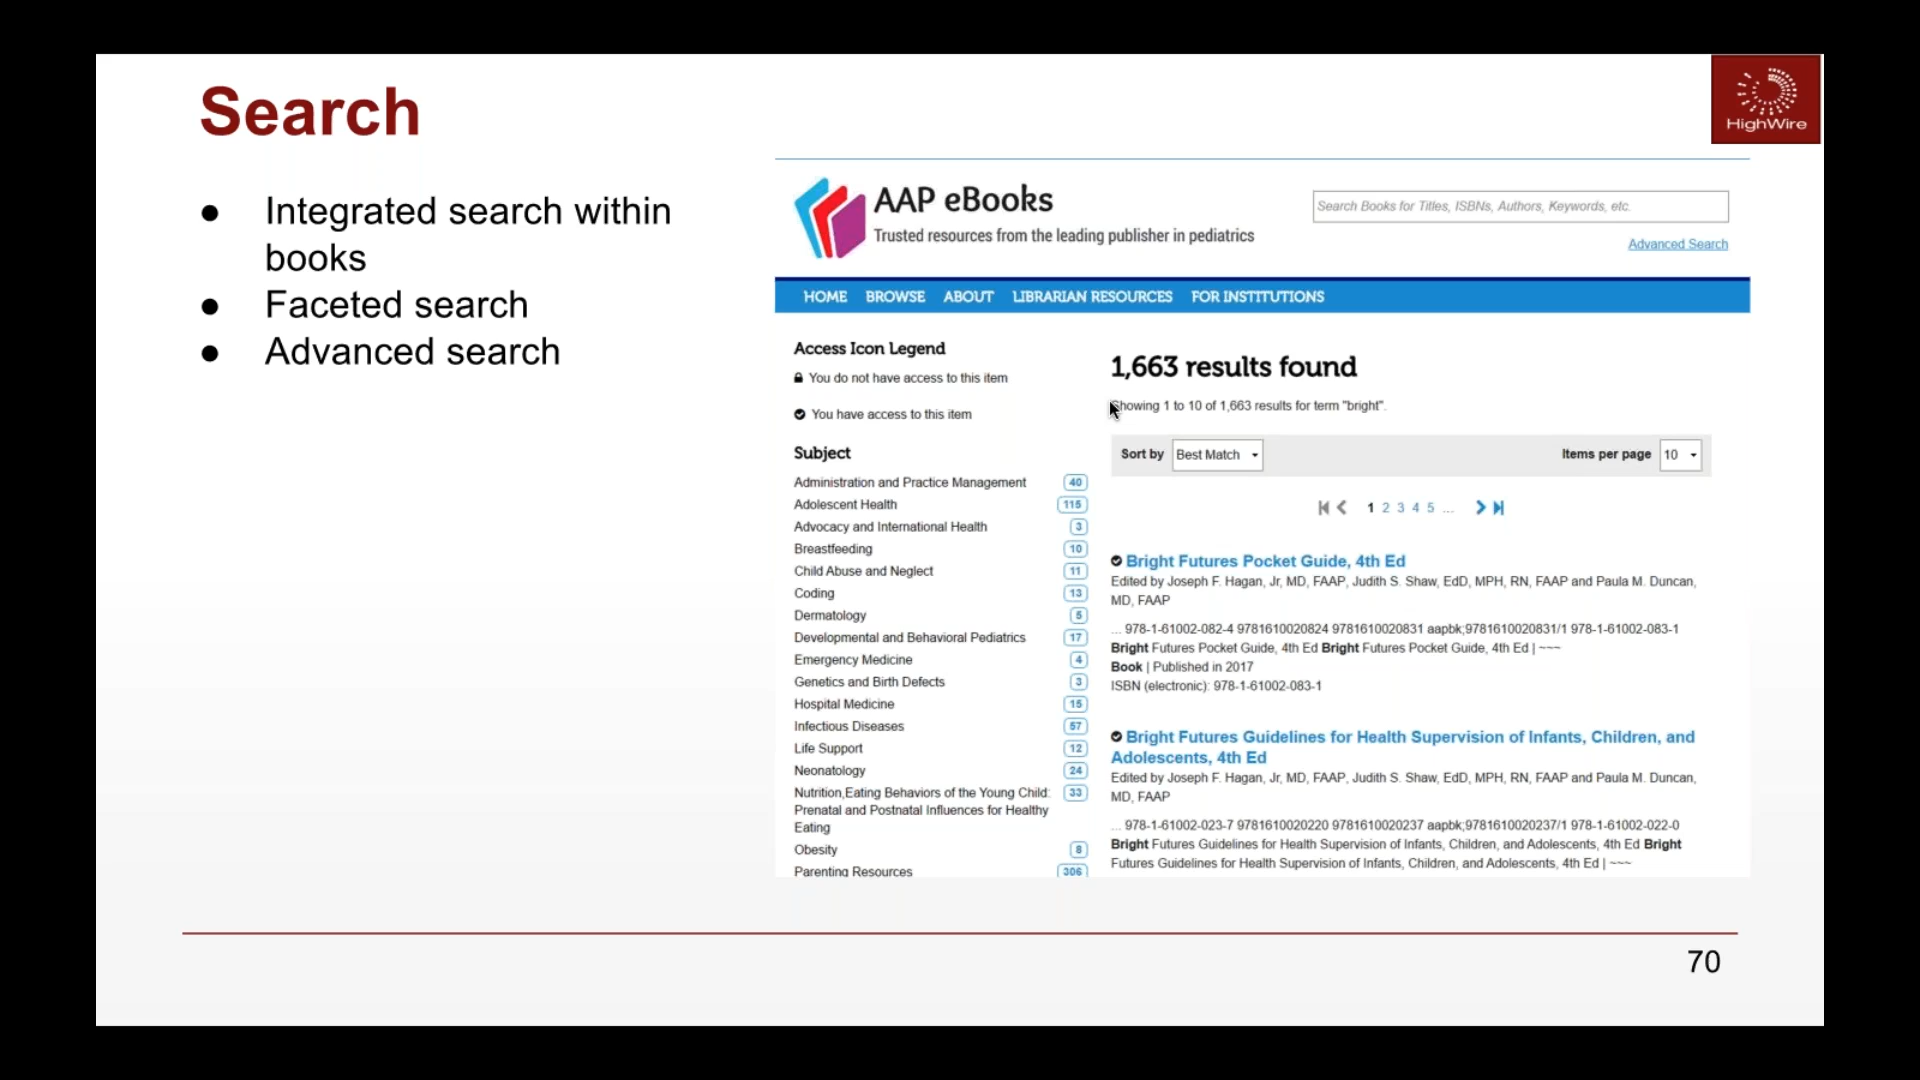 Search
HighWire
● Integrated search within
books
● Faceted search
● Advanced search
AAP eBooks
Trusted resources from the leading publisher in pediatrics
Search Books for Titles, ISBNs, Authors, Keywords, etc.
Advanced Search
HOME BROWSE ABOUT LIBRARIAN RESOURCES FOR INSTITUTIONS
Access Icon Legend
You do not have access to this item
You have access to this item
Subject
Administration and Practice Management 40
Adolescent Health 115
Advocacy and International Health 3
Breastfeeding 10
Child Abuse and Neglect 11
Coding 13
Dermatology 5
Developmental and Behavioral Pediatrics 17
Emergency Medicine 4
Genetics and Birth Defects 3
Hospital Medicine 15
Infectious Diseases 57
Life Support 12
Neonatology 24
Nutrition,Eating Behaviors of the Young Child: 33
Prenatal and Postnatal Influences for Healthy
Eating
Obesity 8
Parenting Resources 306
1,663 results found
Showing 1 to 10 of 1,663 results for term "bright".
Sort by Best Match Items per page 10
1 2 3 4 5 ...
Bright Futures Pocket Guide, 4th Ed
Edited by Joseph F. Hagan, Jr, MD, FAAP, Judith S. Shaw, EdD, MPH, RN, FAAP and Paula M. Duncan,
MD, FAAP
... 978-1-61002-082-4 9781610020824 9781610020831 aapbk;9781610020831/1 978-1-61002-083-1
Bright Futures Pocket Guide, 4th Ed Bright Futures Pocket Guide, 4th Ed | ~~~
Book | Published in 2017
ISBN (electronic): 978-1-61002-083-1
Bright Futures Guidelines for Health Supervision of Infants, Children, and
Adolescents, 4th Ed
Edited by Joseph F. Hagan, Jr, MD, FAAP, Judith S. Shaw, EdD, MPH, RN, FAAP and Paula M. Duncan,
MD, FAAP
... 978-1-61002-023-7 9781610020220 9781610020237 aapbk;9781610020237/1 978-1-61002-022-0
Bright Futures Guidelines for Health Supervision of Infants, Children, and Adolescents, 4th Ed Bright
Futures Guidelines for Health Supervision of Infants, Children, and Adolescents, 4th Ed | ~~~
70